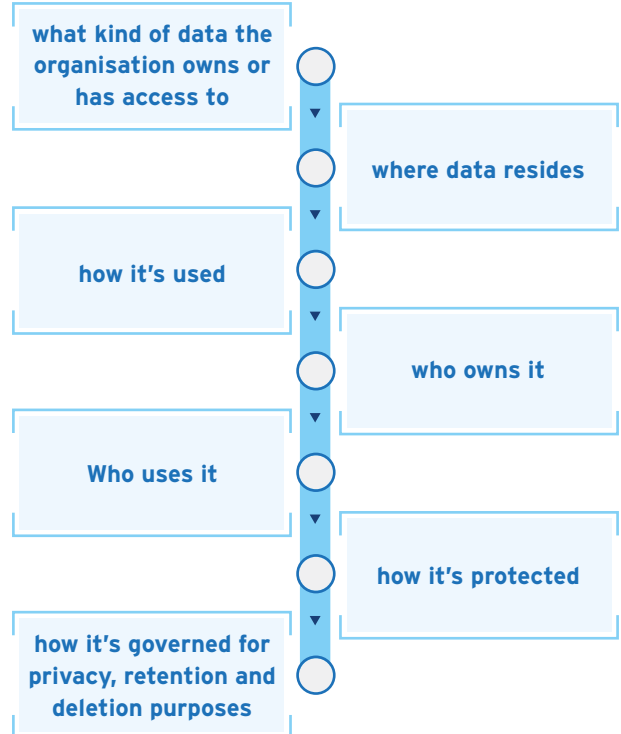 what kind of data the
organisation owns or
has access to
where data resides
how it's used
who owns it
Who uses it
how it's protected
how it's governed for
privacy, retention and
deletion purposes